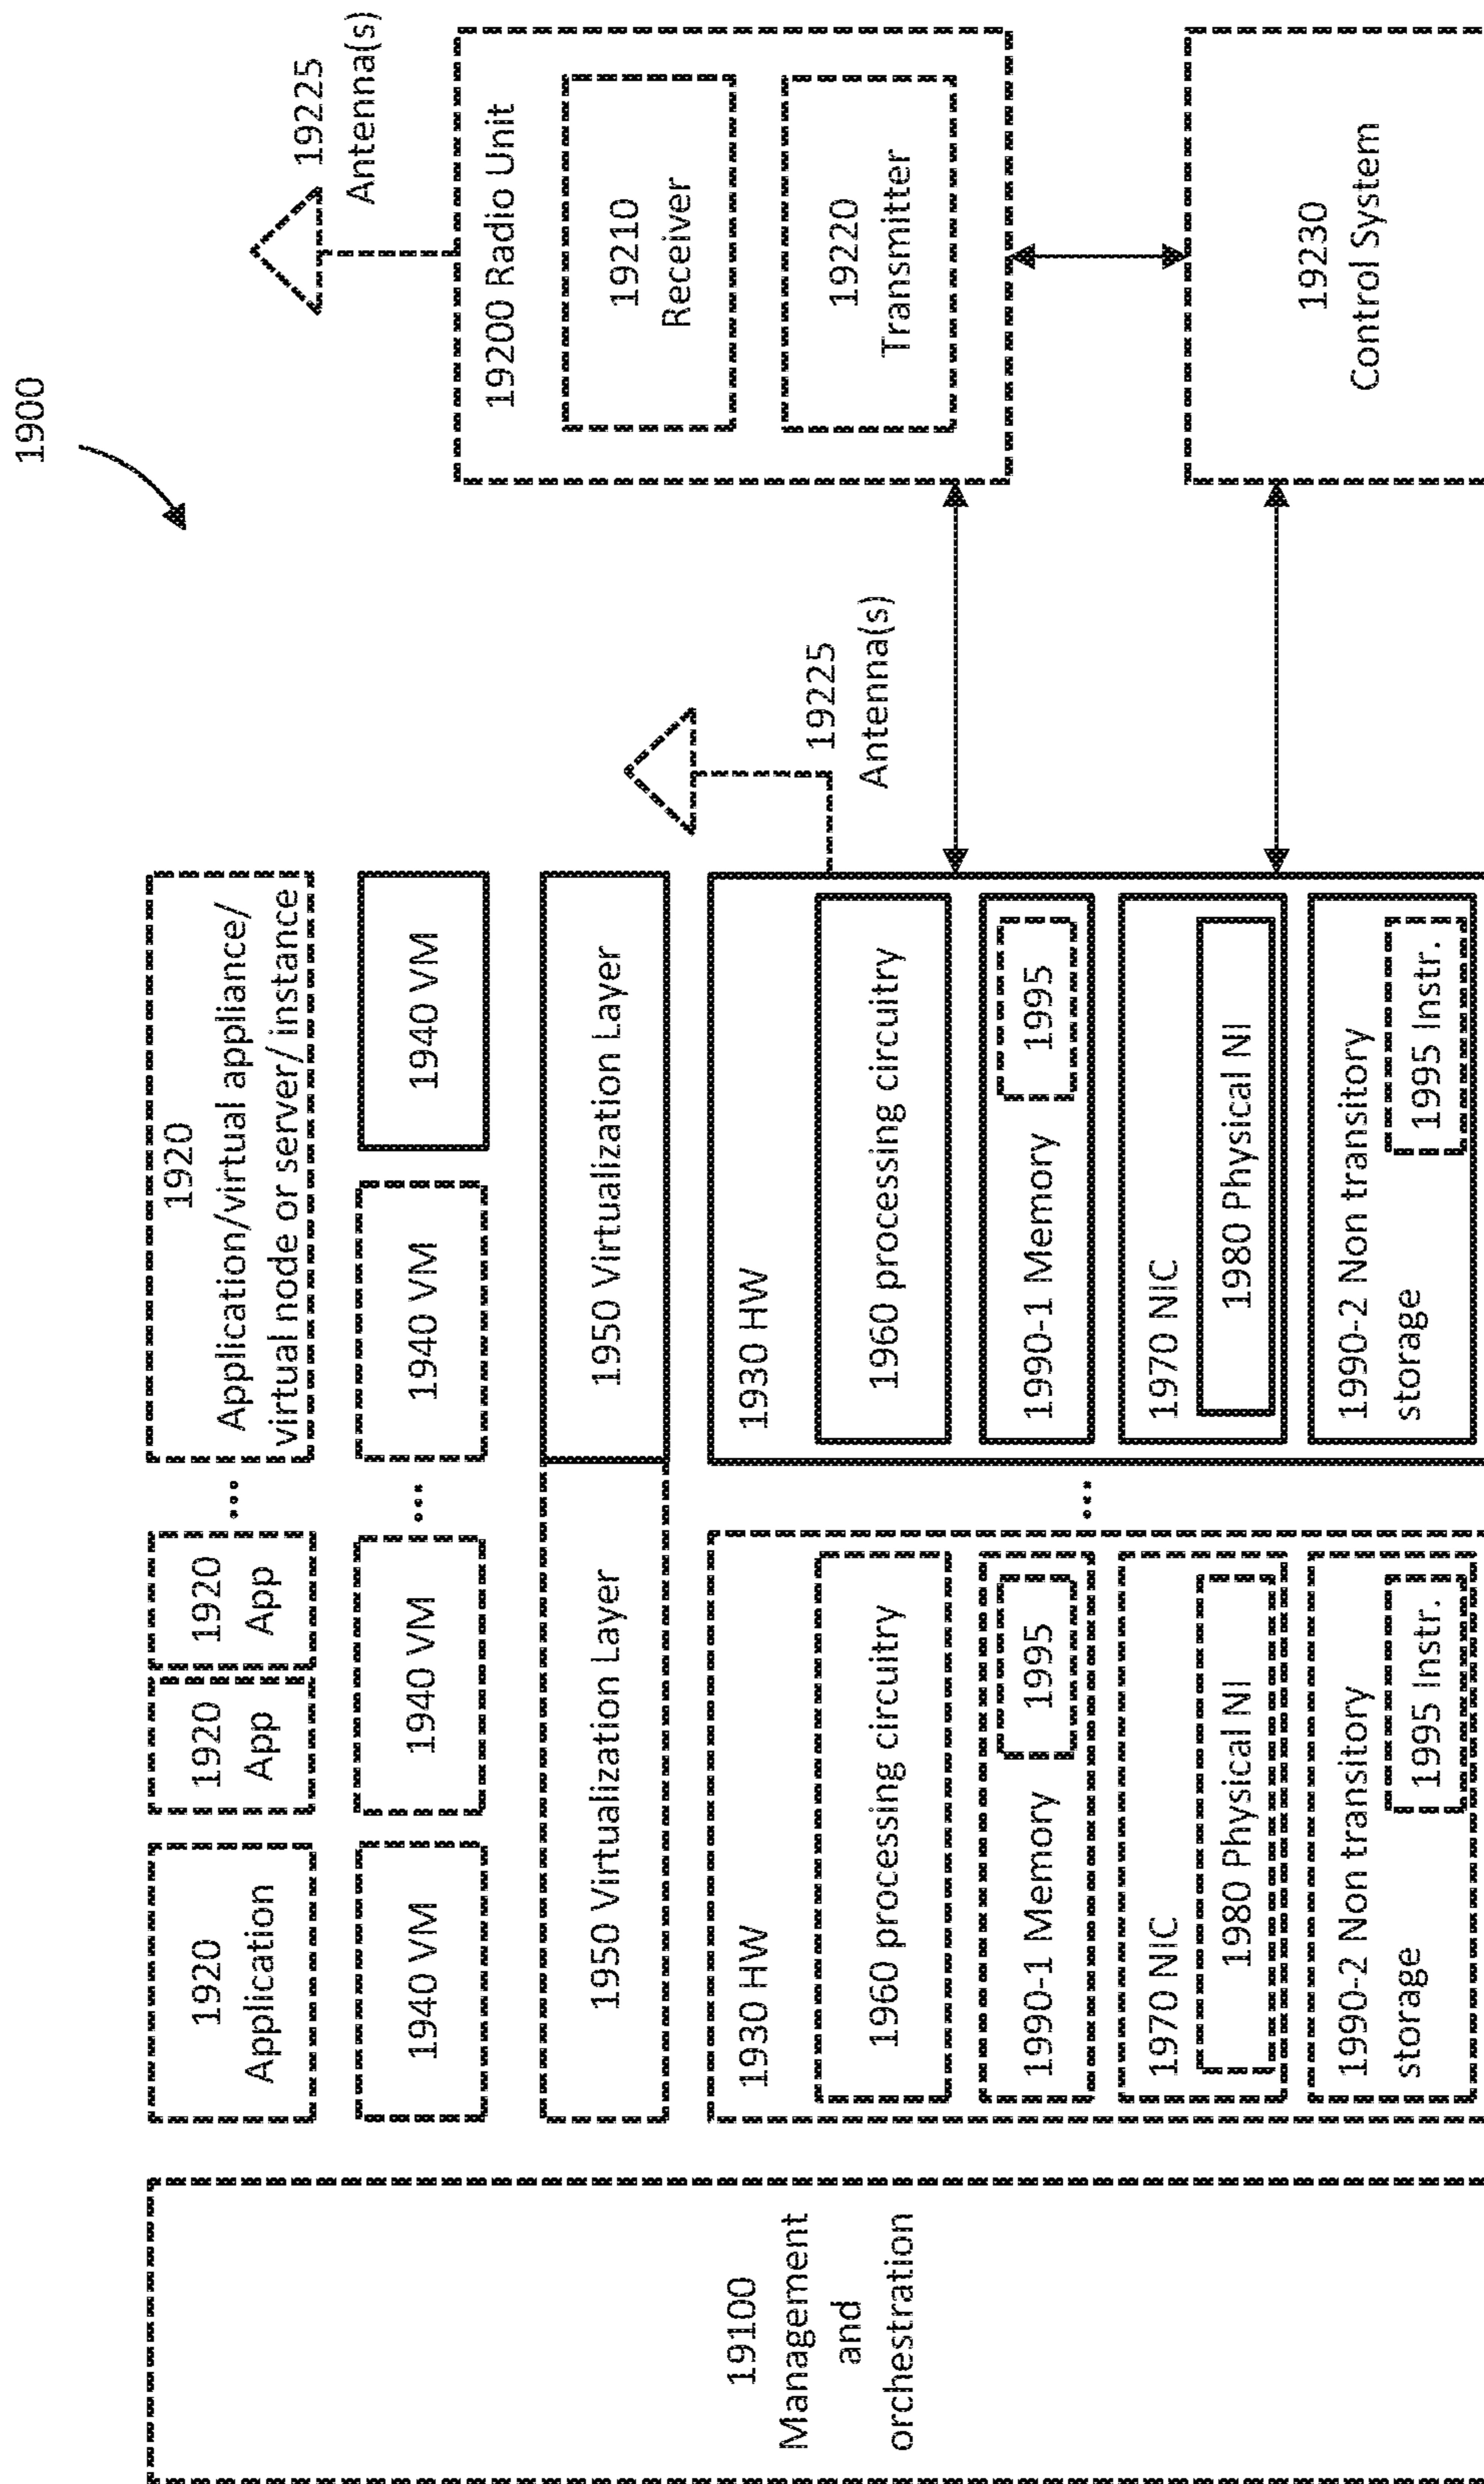 1900
19100
Management
and
orchestration
1920
Application
1920
App
1920
App
...
1920
Application/virtual appliance/
virtual node or server/ instance
1940 VM
1940 VM
...
1940 VM
1940 VM
1950 Virtualization Layer
1950 Virtualization Layer
1930 HW
1960 processing circuitry
1990-1 Memory
1995
1970 NIC
1980 Physical NI
1990-2 Non transitory
storage
1995 Instr.
...
1930 HW
1960 processing circuitry
1990-1 Memory
1995
1970 NIC
1980 Physical NI
1990-2 Non transitory
storage
1995 Instr.
19225
Antenna(s)
19225
Antenna(s)
19200 Radio Unit
19210
Receiver
19220
Transmitter
19230
Control System